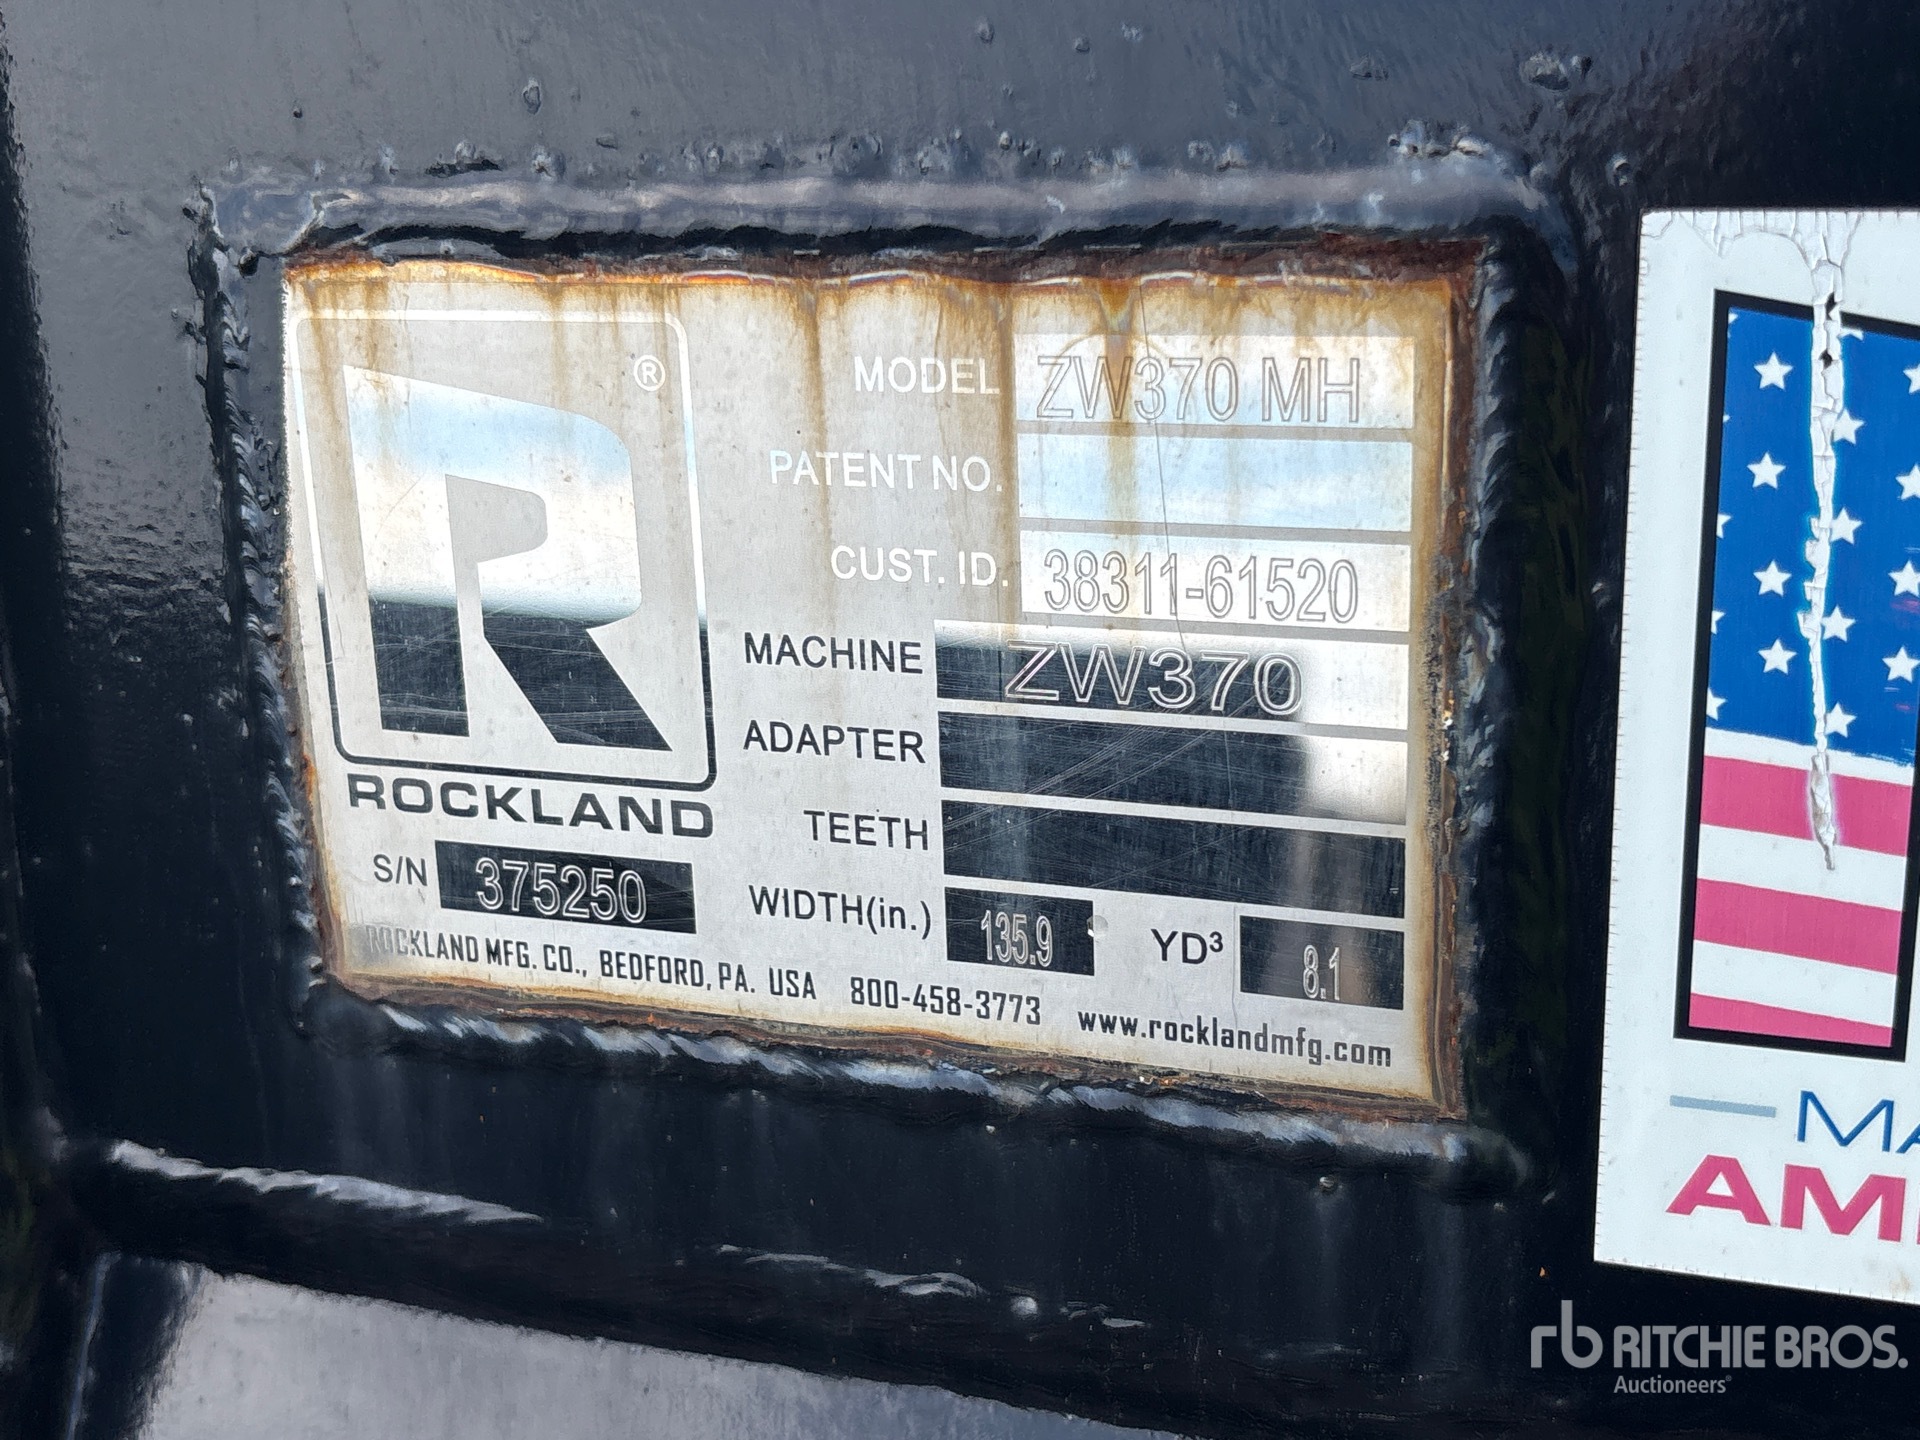 R ®
ROCKLAND
S/N 375250
MODEL ZW370 MH
PATENT NO.
CUST. ID. 38311-61520
MACHINE ZW370
ADAPTER
TEETH
WIDTH(in.) 135.9 YD³ 8.1
ROCKLAND MFG. CO., BEDFORD, PA. USA 800-458-3773 www.rocklandmfg.com
MA
AM
rb RITCHIE BROS.
Auctioneers